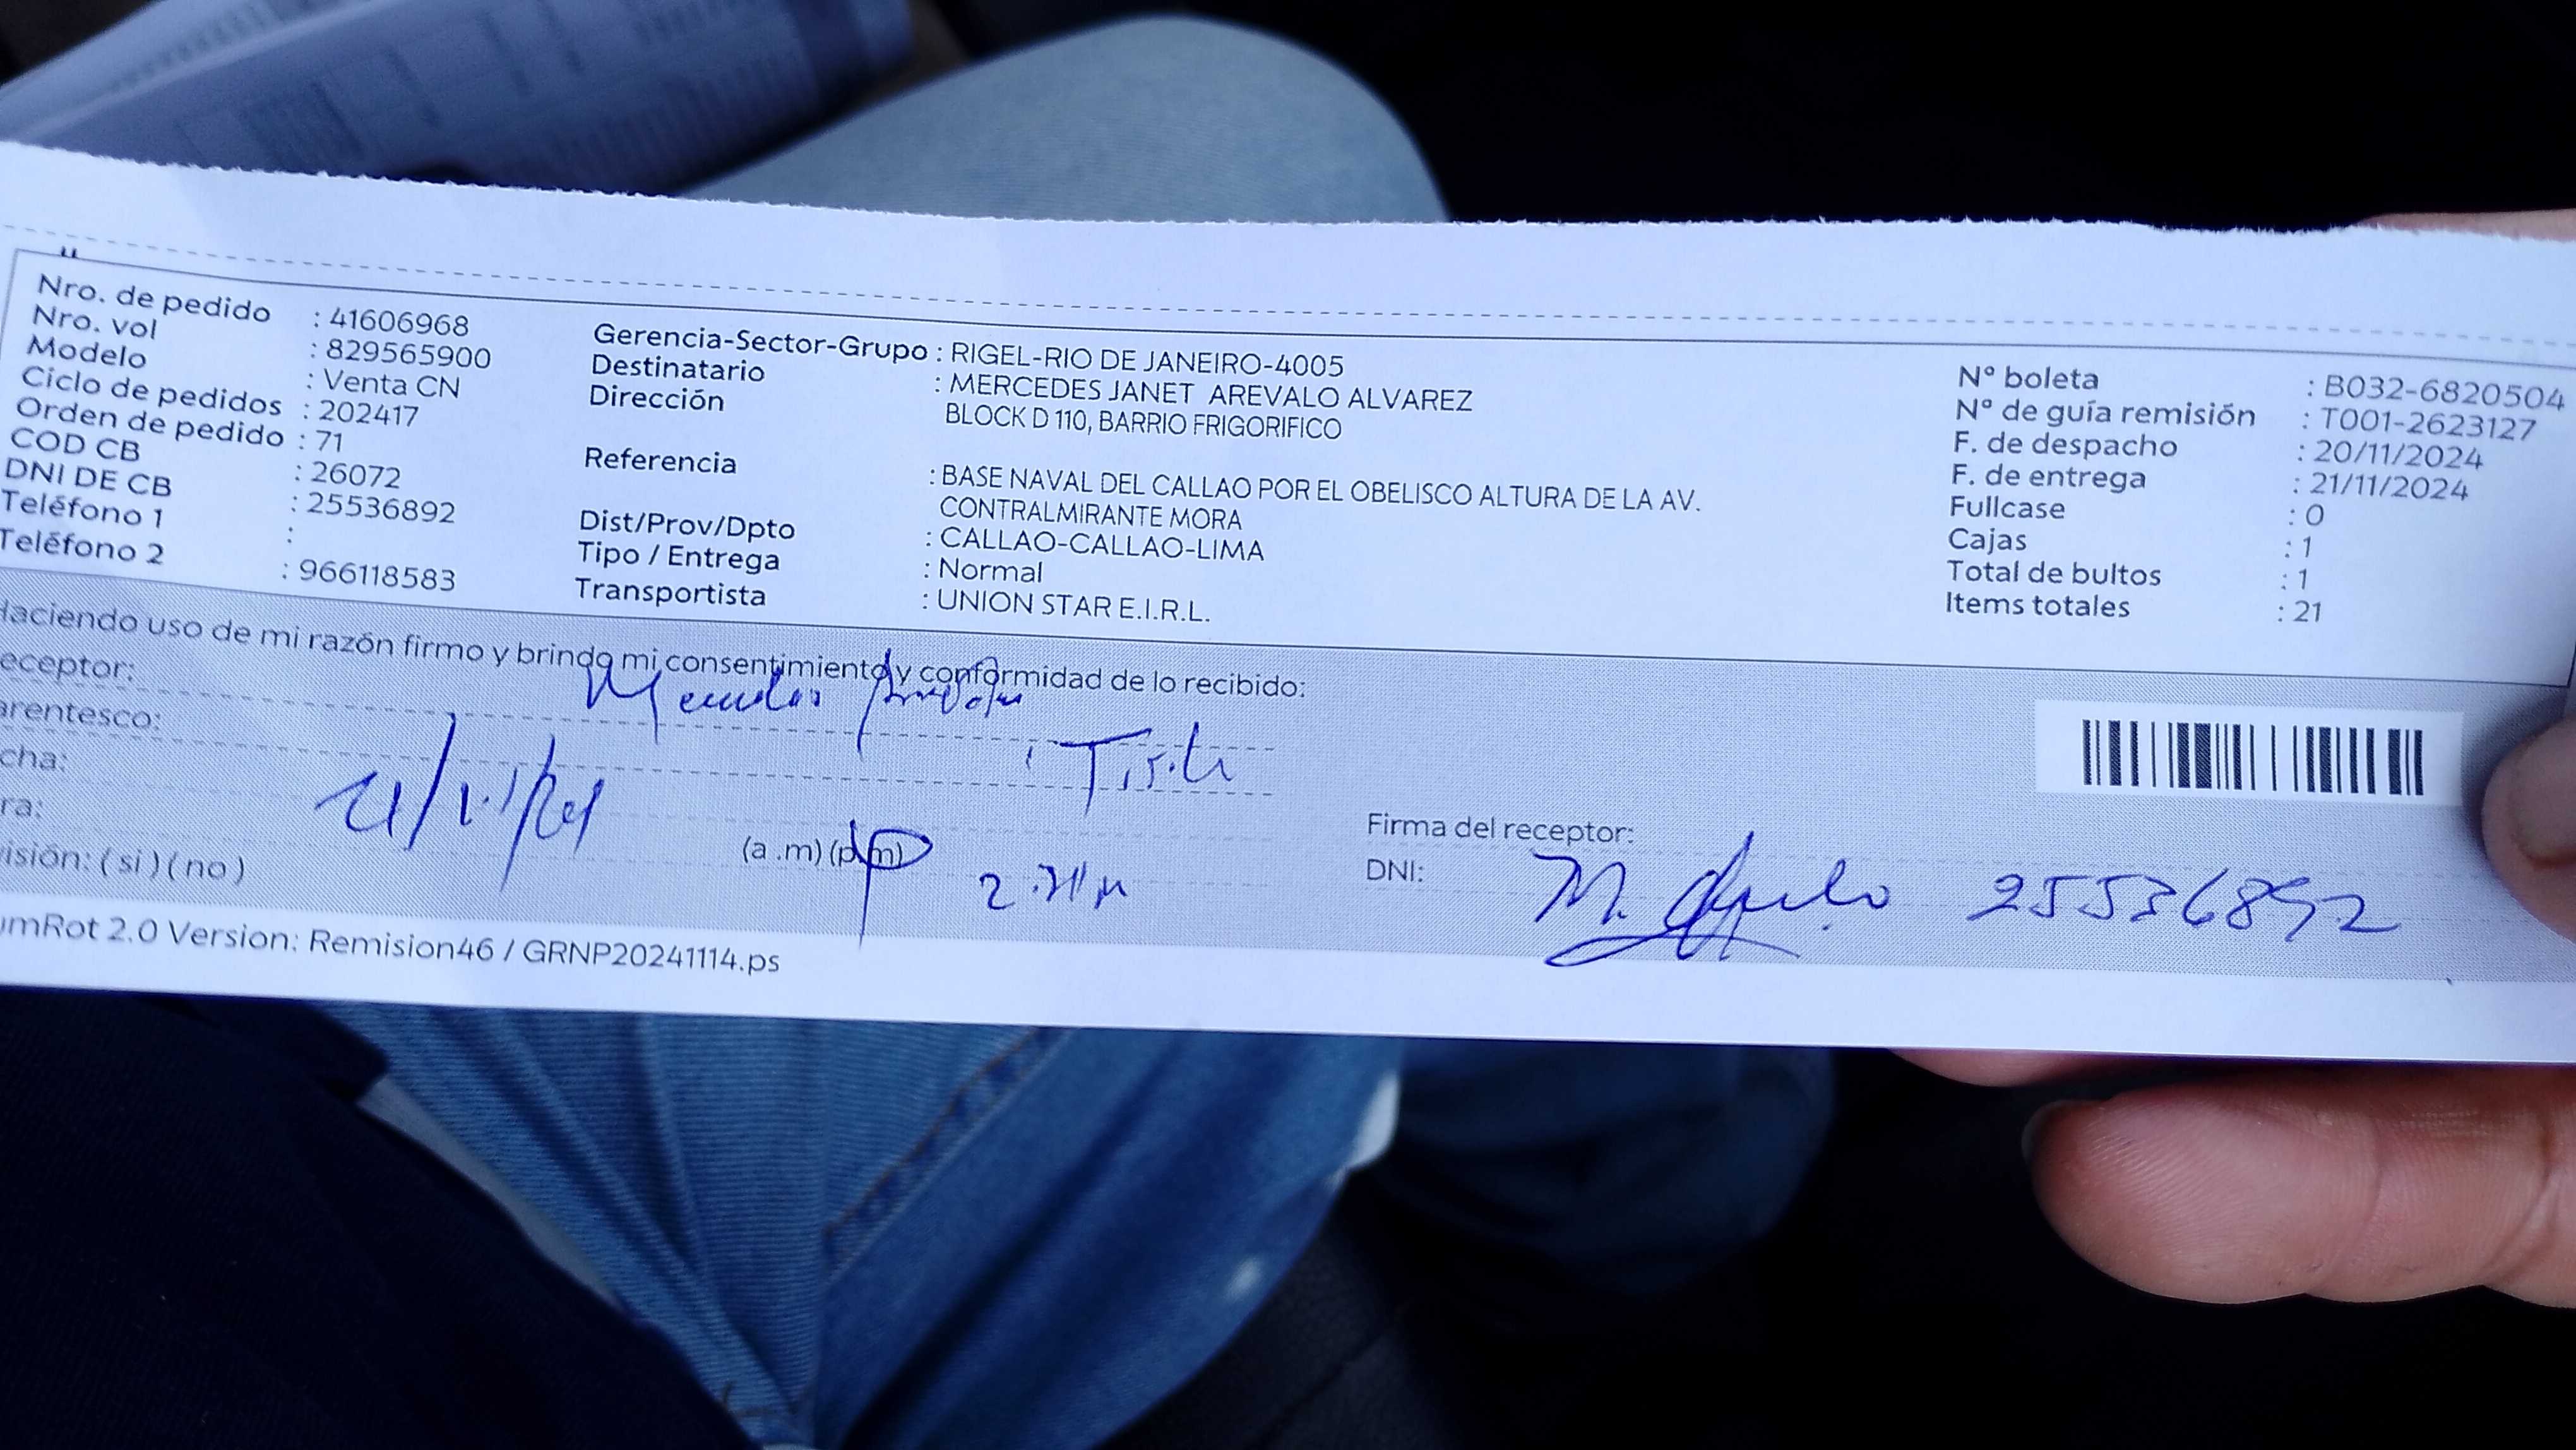 Nro. de pedido : 41606968
Nro. vol : 829565900
Modelo : Venta CN
Ciclo de pedidos : 202417
Orden de pedido : 71
COD CB : 26072
DNI DE CB : 25536892
Teléfono 1 :
Teléfono 2 : 966118583
Gerencia-Sector-Grupo : RIGEL-RIO DE JANEIRO-4005
Destinatario : MERCEDES JANET AREVALO ALVAREZ
Dirección BLOCK D 110, BARRIO FRIGORIFICO
Referencia : BASE NAVAL DEL CALLAO POR EL OBELISCO ALTURA DE LA AV.
CONTRALMIRANTE MORA
Dist/Prov/Dpto : CALLAO-CALLAO-LIMA
Tipo / Entrega : Normal
Transportista : UNION STAR E.I.R.L.
N° boleta : B032-6820504
N° de guía remisión : T001-2623127
F. de despacho : 20/11/2024
F. de entrega : 21/11/2024
Fullcase : 0
Cajas : 1
Total de bultos : 1
Items totales : 21
Haciendo uso de mi razón firmo y brindo mi consentimiento y conformidad de lo recibido:
eceptor: Mercedes Arevalo
arentesco:
cha: 21/11/24
ra: (a.m) (p.m)
isión: ( si ) ( no )
Firma del receptor:
DNI: 25536892
umRot 2.0 Version: Remision46 / GRNP20241114.ps